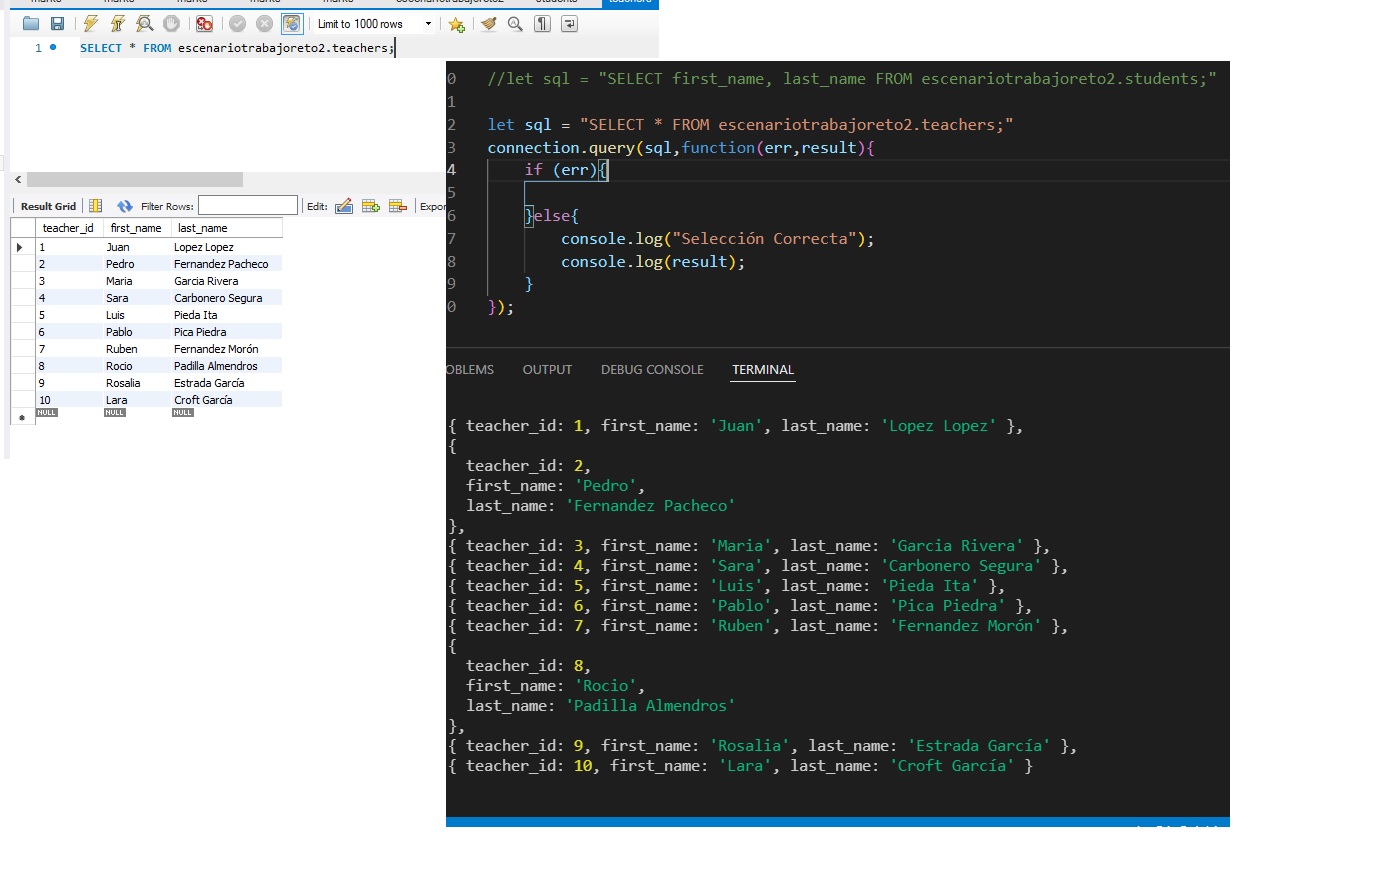 Limit to 1000 rows
1 SELECT * FROM escenariotrabajoreto2.teachers;
Result Grid Filter Rows: Edit: Expor
teacher_id first_name last_name
1 Juan Lopez Lopez
2 Pedro Fernandez Pacheco
3 Maria Garcia Rivera
4 Sara Carbonero Segura
5 Luis Pieda Ita
6 Pablo Pica Piedra
7 Ruben Fernandez Morón
8 Rocio Padilla Almendros
9 Rosalia Estrada García
10 Lara Croft García
NULL NULL NULL
0 //let sql = "SELECT first_name, last_name FROM escenariotrabajoreto2.students;"
1
2 let sql = "SELECT * FROM escenariotrabajoreto2.teachers;"
3 connection.query(sql,function(err,result){
4 if (err){
5
6 }else{
7 console.log("Selección Correcta");
8 console.log(result);
9 }
0 });
OBLEMS OUTPUT DEBUG CONSOLE TERMINAL
{ teacher_id: 1, first_name: 'Juan', last_name: 'Lopez Lopez' },
{
teacher_id: 2,
first_name: 'Pedro',
last_name: 'Fernandez Pacheco'
},
{ teacher_id: 3, first_name: 'Maria', last_name: 'Garcia Rivera' },
{ teacher_id: 4, first_name: 'Sara', last_name: 'Carbonero Segura' },
{ teacher_id: 5, first_name: 'Luis', last_name: 'Pieda Ita' },
{ teacher_id: 6, first_name: 'Pablo', last_name: 'Pica Piedra' },
{ teacher_id: 7, first_name: 'Ruben', last_name: 'Fernandez Morón' },
{
teacher_id: 8,
first_name: 'Rocio',
last_name: 'Padilla Almendros'
},
{ teacher_id: 9, first_name: 'Rosalia', last_name: 'Estrada García' },
{ teacher_id: 10, first_name: 'Lara', last_name: 'Croft García' }